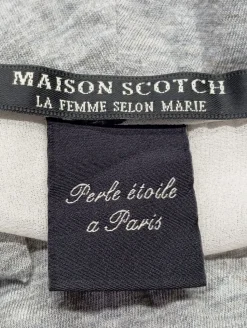 MAISON SCOTCH
LA FEMME SELON MARIE
Perle étoile
a Paris